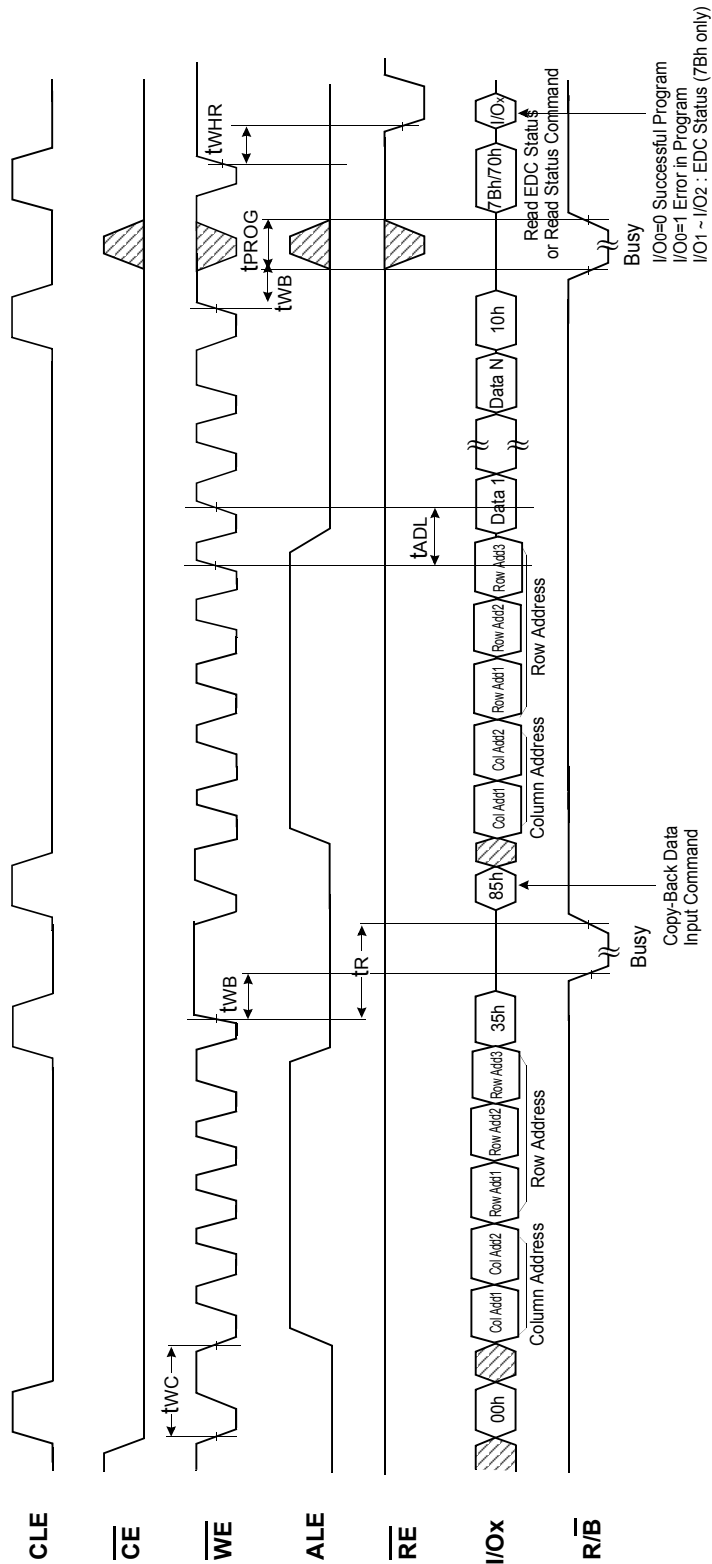 CLE
CE
WE
ALE
RE
I/Ox
R/B
tWC
tWB
tR
tADL
tWB
tPROG
tWHR
00h
Col Add1
Col Add2
Row Add1
Row Add2
Row Add3
35h
85h
Col Add1
Col Add2
Row Add1
Row Add2
Row Add3
Data 1
Data N
10h
7Bh/70h
I/Ox
Column Address
Row Address
Column Address
Row Address
Read EDC Status
or Read Status Command
Busy
Busy
Copy-Back Data
Input Command
I/O0=0 Successful Program
I/O0=1 Error in Program
I/O1 ~ I/O2 : EDC Status (7Bh only)